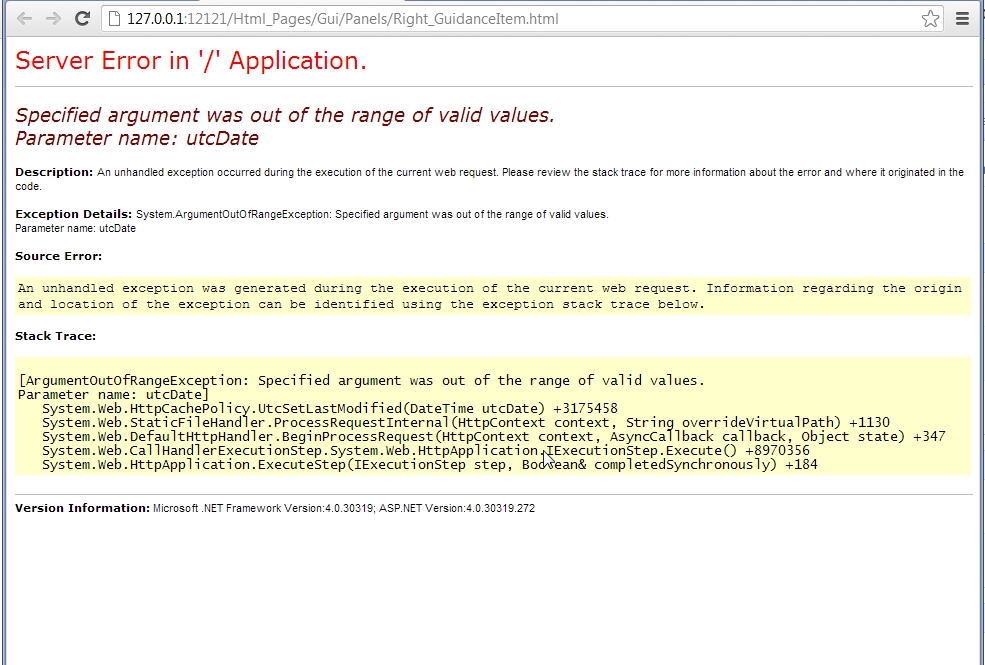 127.0.0.1:12121/Html_Pages/Gui/Panels/Right_GuidanceItem.html
Server Error in '/' Application.
Specified argument was out of the range of valid values.
Parameter name: utcDate
Description: An unhandled exception occurred during the execution of the current web request. Please review the stack trace for more information about the error and where it originated in the
code.
Exception Details: System.ArgumentOutOfRangeException: Specified argument was out of the range of valid values.
Parameter name: utcDate
Source Error:
An unhandled exception was generated during the execution of the current web request. Information regarding the origin
and location of the exception can be identified using the exception stack trace below.
Stack Trace:
[ArgumentOutOfRangeException: Specified argument was out of the range of valid values.
Parameter name: utcDate]
System.Web.HttpCachePolicy.UtcSetLastModified(DateTime utcDate) +3175458
System.Web.StaticFileHandler.ProcessRequestInternal(HttpContext context, String overrideVirtualPath) +1130
System.Web.DefaultHttpHandler.BeginProcessRequest(HttpContext context, AsyncCallback callback, Object state) +347
System.Web.CallHandlerExecutionStep.System.Web.HttpApplication.IExecutionStep.Execute() +8970356
System.Web.HttpApplication.ExecuteStep(IExecutionStep step, Boolean& completedSynchronously) +184
Version Information: Microsoft .NET Framework Version:4.0.30319; ASP.NET Version:4.0.30319.272